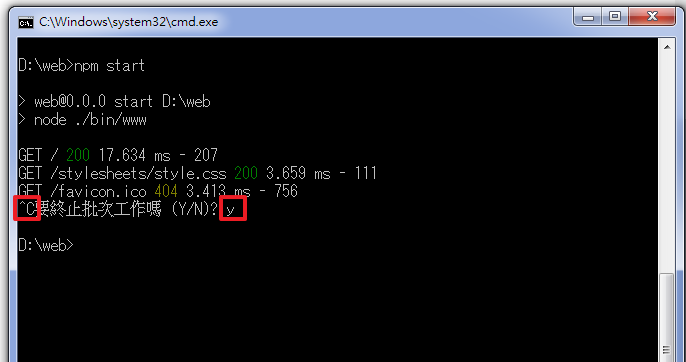 C:\Windows\system32\cmd.exe
D:\web>npm start
> web@0.0.0 start D:\web
> node ./bin/www
GET / 200 17.634 ms - 207
GET /stylesheets/style.css 200 3.659 ms - 111
GET /favicon.ico 404 3.413 ms - 756
^C要終止批次工作嗎 (Y/N)? y
D:\web>